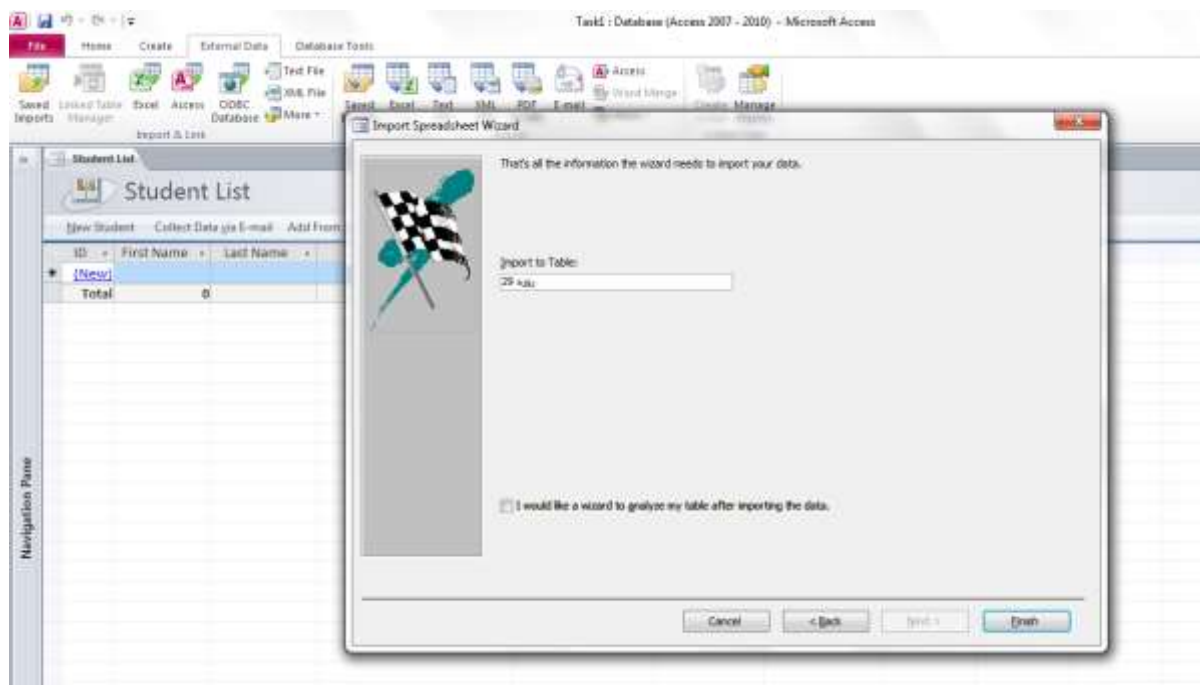 Task1 : Database (Access 2007 - 2010) - Microsoft Access
File Home Create External Data Database Tools
Saved Imports
Linked Table Manager
Excel
Access
ODBC Database
Text File
XML File
More
Import & Link
Saved
Excel
Text
XML
PDF
E-mail
Access
Word Merge
Manage
Student List
Student List
New Student Collect Data via E-mail Add From
ID First Name Last Name
(New)
Total 0
Navigation Pane
Import Spreadsheet Wizard
That's all the information the wizard needs to import your data.
Import to Table:
I would like a wizard to analyze my table after importing the data.
Cancel < Back Next > Finish